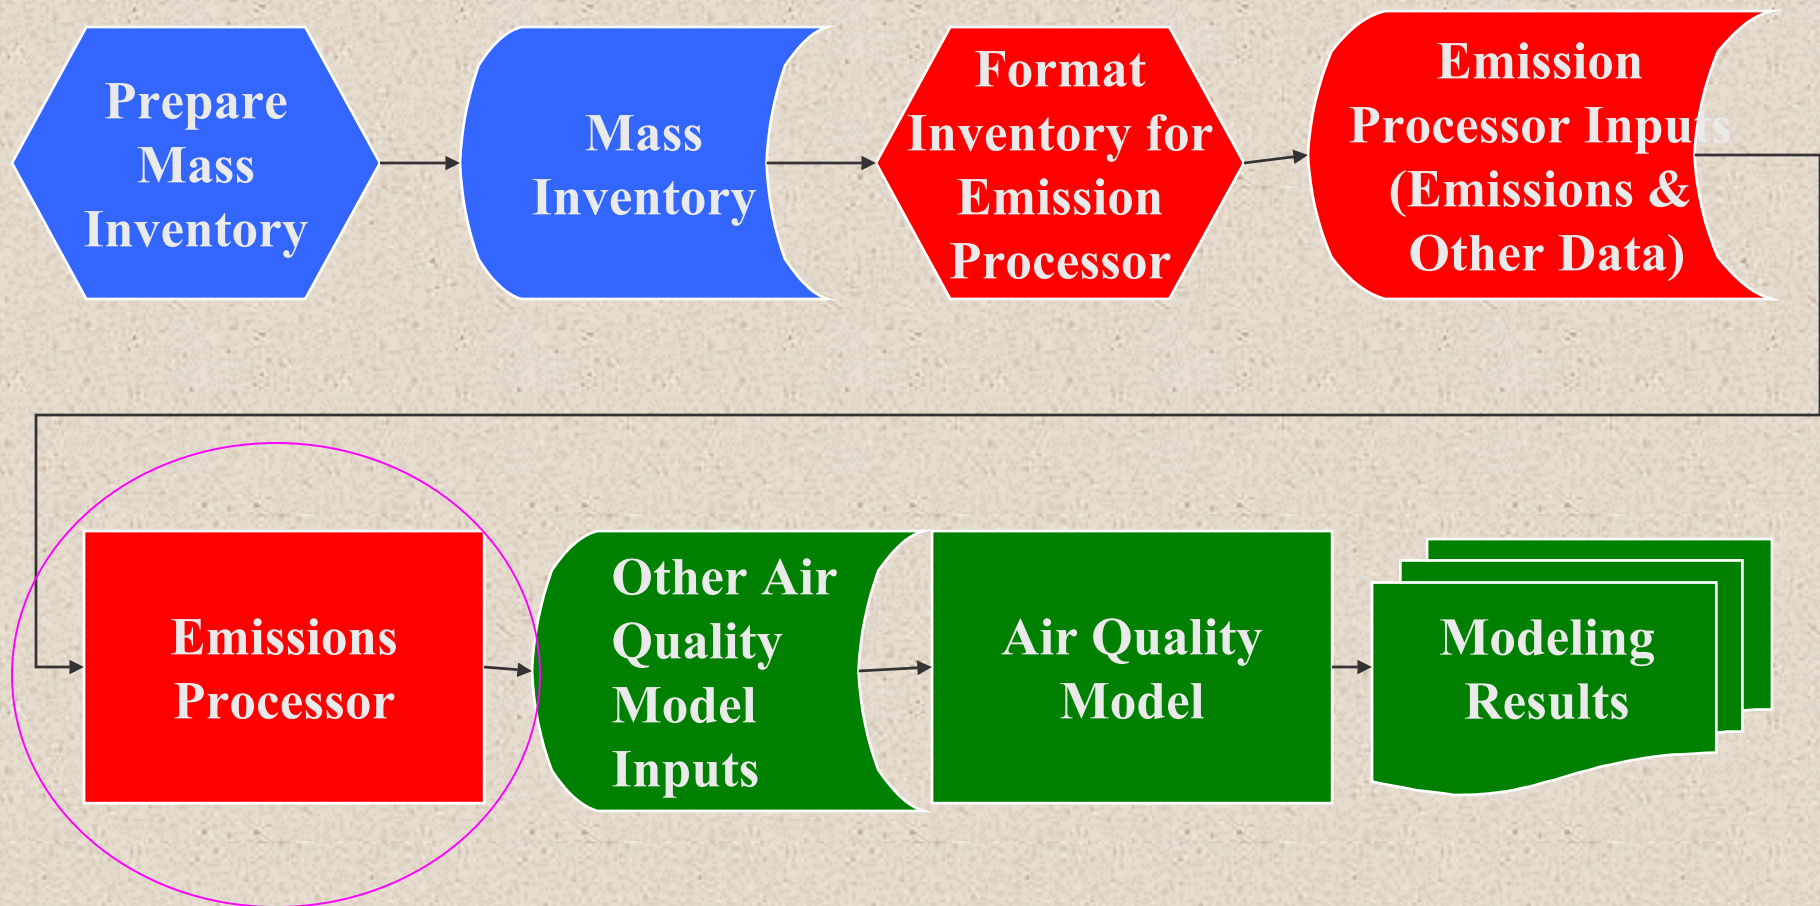 Prepare
Mass
Inventory
Mass
Inventory
Format
Inventory for
Emission
Processor
Emission
Processor Inputs
(Emissions &
Other Data)
Emissions
Processor
Other Air
Quality
Model
Inputs
Air Quality
Model
Modeling
Results